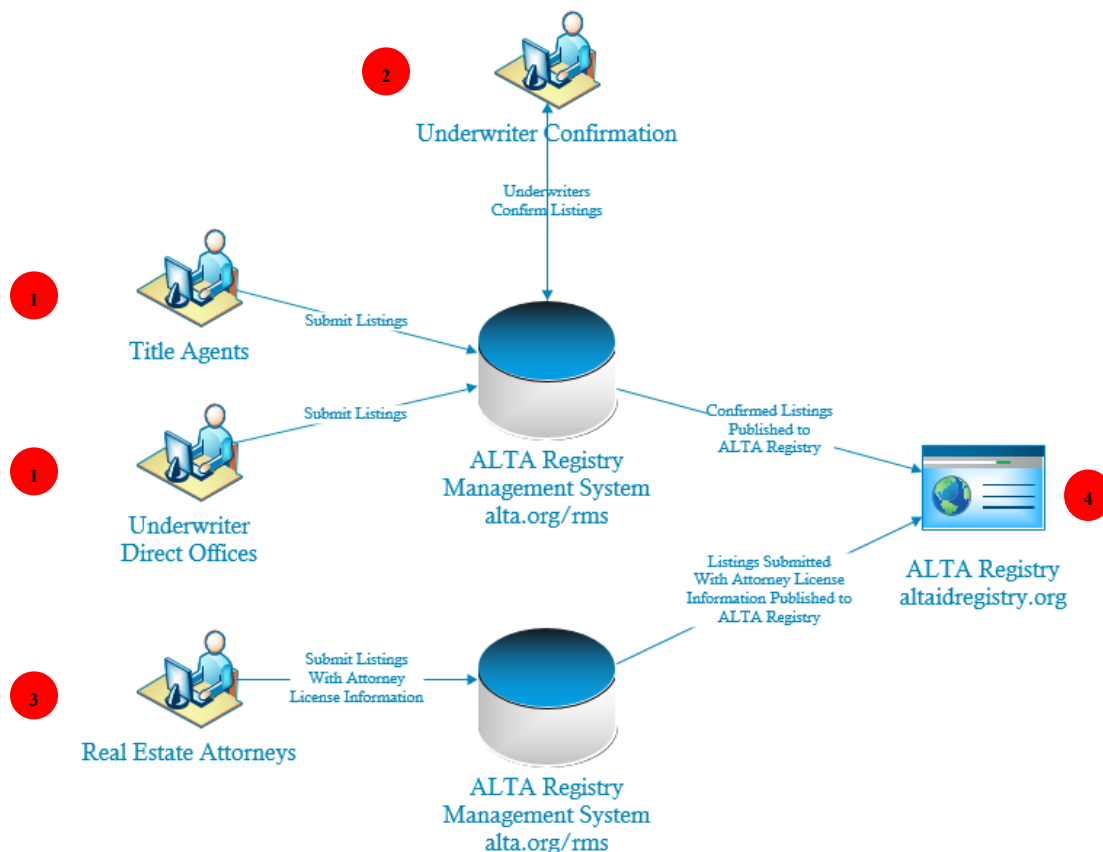 2
Underwriter Confirmation
Underwriters
Confirm Listings
1
Submit Listings
Title Agents
1
Submit Listings
Underwriter
Direct Offices
ALTA Registry
Management System
alta.org/rms
Confirmed Listings
Published to
ALTA Registry
4
ALTA Registry
altaidregistry.org
Listings Submitted
With Attorney License
Information Published to
ALTA Registry
3
Submit Listings
With Attorney
License Information
Real Estate Attorneys
ALTA Registry
Management System
alta.org/rms